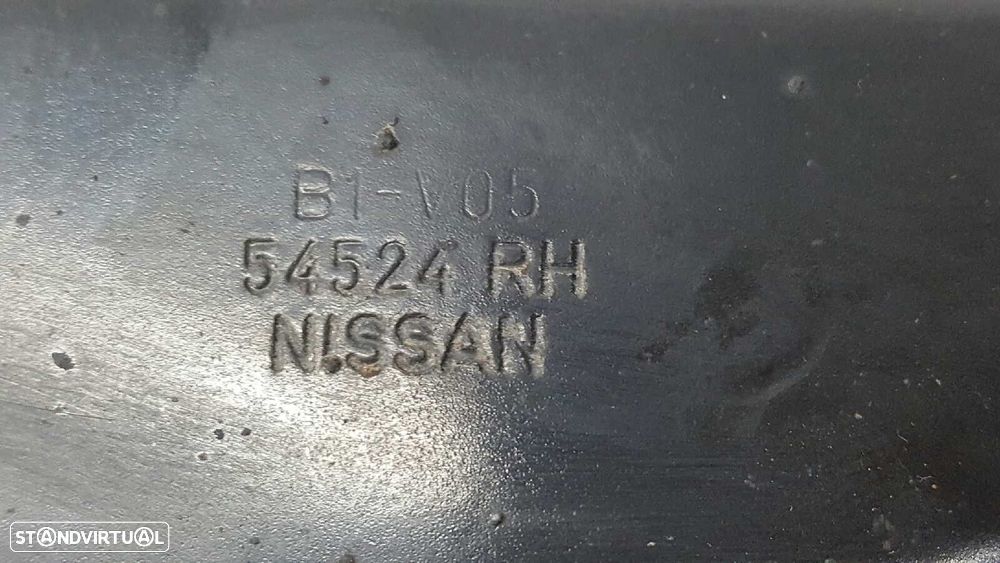 B1-V05
54524 RH
NISSAN
STANDVIRTUAL